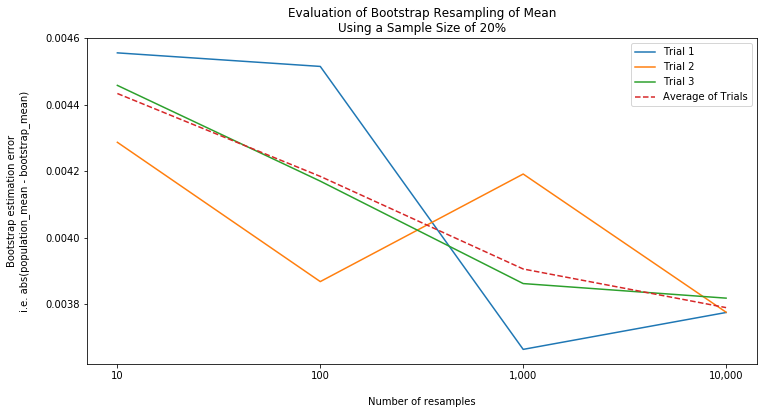 Evaluation of Bootstrap Resampling of Mean
Using a Sample Size of 20%
Bootstrap estimation error
i.e. abs(population_mean - bootstrap_mean)
0.0046
0.0044
0.0042
0.0040
0.0038
Trial 1
Trial 2
Trial 3
Average of Trials
10
100
1,000
10,000
Number of resamples